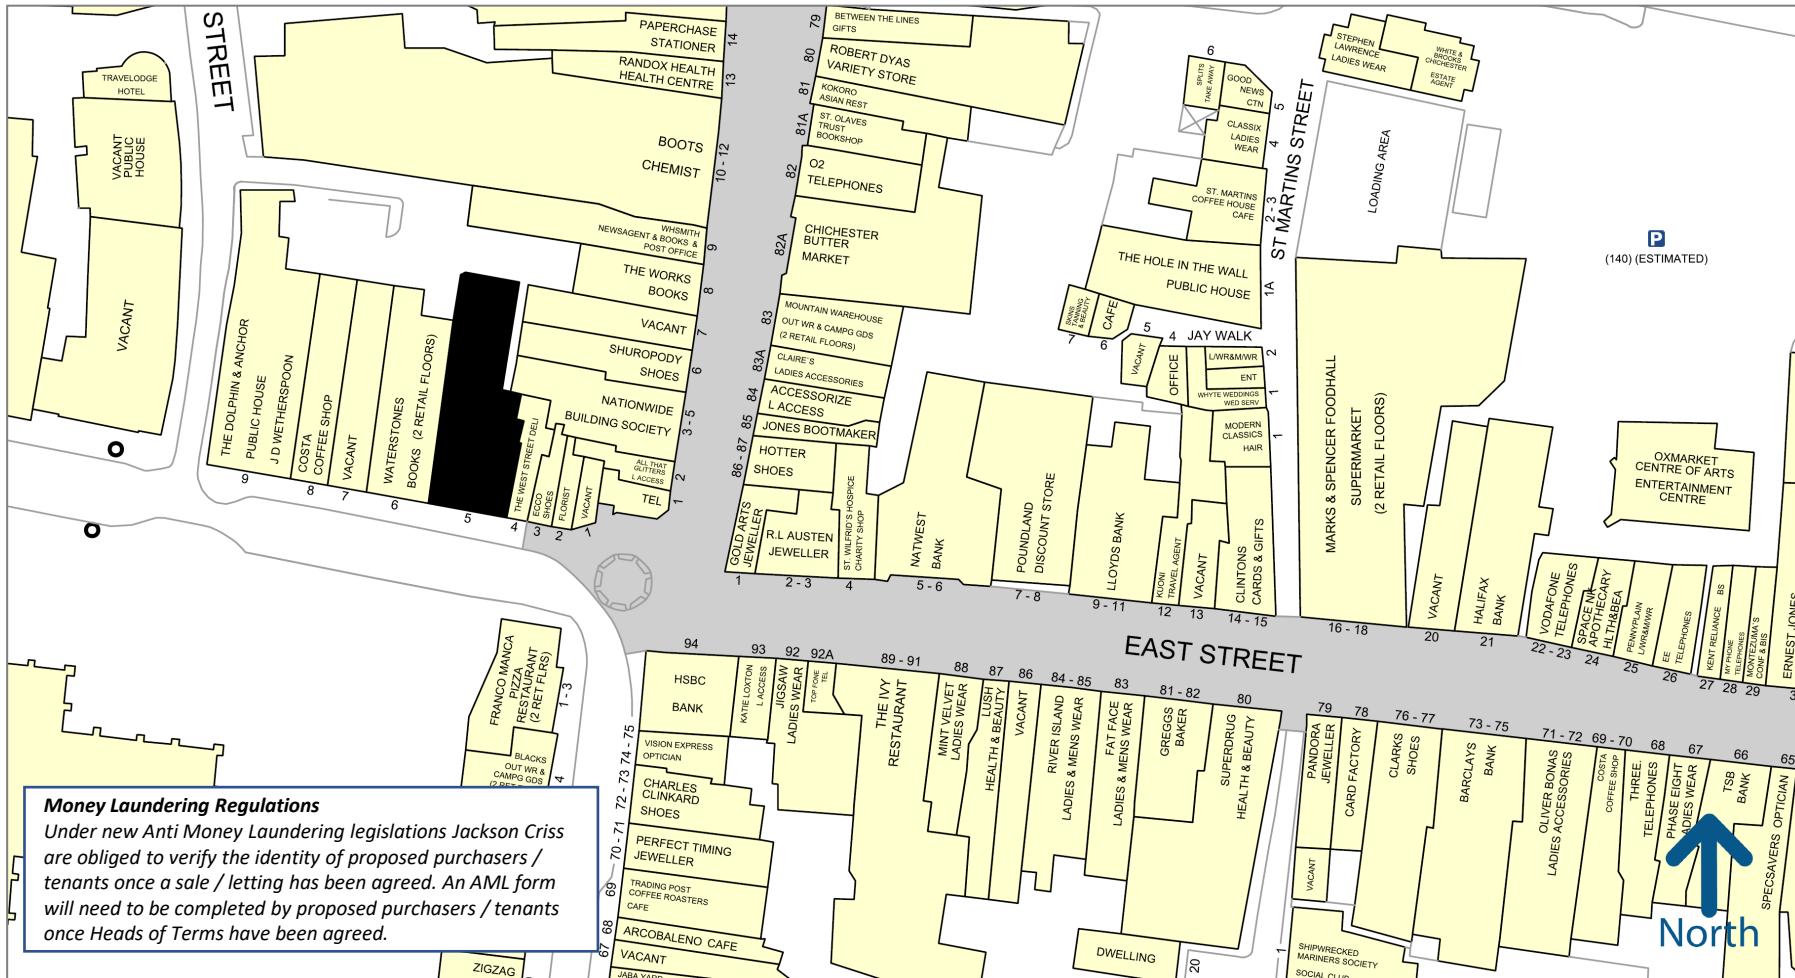 STREET
TRAVELODGE
HOTEL
VACANT
PUBLIC
HOUSE
VACANT
PAPERCHASE
STATIONER
14
RANDOX HEALTH
HEALTH CENTRE
13
BOOTS
CHEMIST
10 - 12
WHSMITH
NEWSAGENT & BOOKS &
POST OFFICE
9
THE WORKS
BOOKS
8
VACANT
7
SHUROPODY
SHOES
6
NATIONWIDE
BUILDING SOCIETY
3 - 5
ALL THAT
GLITTERS
L ACCESS
2
TEL
1
THE DOLPHIN & ANCHOR
PUBLIC HOUSE
J D WETHERSPOON
9
COSTA
COFFEE SHOP
8
VACANT
7
WATERSTONES
BOOKS (2 RETAIL FLOORS)
6
5
THE WEST STREET DELI
4
ECCO
SHOES
3
FLORIST
2
VACANT
1
79
BETWEEN THE LINES
GIFTS
80
ROBERT DYAS
VARIETY STORE
81
KOKORO
ASIAN REST
81A
ST. OLAVES
TRUST
BOOKSHOP
82
O2
TELEPHONES
82A
CHICHESTER
BUTTER
MARKET
83
MOUNTAIN WAREHOUSE
OUT WR & CAMPG GDS
(2 RETAIL FLOORS)
83A
CLAIRE`S
LADIES ACCESSORIES
84
ACCESSORIZE
L ACCESS
85
JONES BOOTMAKER
86 - 87
HOTTER
SHOES
GOLD ARTS
JEWELLER
1
R.L AUSTEN
JEWELLER
2 - 3
ST. WILFRID`S HOSPICE
CHARITY SHOP
4
NATWEST
BANK
5 - 6
POUNDLAND
DISCOUNT STORE
7 - 8
LLOYDS BANK
9 - 11
KUONI
TRAVEL AGENT
12
VACANT
13
CLINTONS
CARDS & GIFTS
14 - 15
6
SPLITS
TAKE AWAY
GOOD
NEWS
CTN
5
CLASSIX
LADIES
WEAR
4
ST. MARTINS
COFFEE HOUSE
CAFE
2 - 3
THE HOLE IN THE WALL
PUBLIC HOUSE
1A
ST MARTINS STREET
SKINS
TANNING
& BEAUTY
7
CAFE
6
5
VACANT
4
JAY WALK
OFFICE
L/WR&M/WR
2
ENT
WHYTE WEDDINGS
WED SERV
1
MODERN
CLASSICS
HAIR
1
STEPHEN
LAWRENCE
LADIES WEAR
WHITE &
BROOKS
CHICHESTER
ESTATE
AGENT
LOADING AREA
P
(140) (ESTIMATED)
MARKS & SPENCER FOODHALL
SUPERMARKET
(2 RETAIL FLOORS)
16 - 18
OXMARKET
CENTRE OF ARTS
ENTERTAINMENT
CENTRE
VACANT
20
HALIFAX
BANK
21
VODAFONE
TELEPHONES
22 - 23
SPACE NK
APOTHECARY
HLTH&BEA
24
PENNYPLAIN
L/WR&M/WR
25
EE
TELEPHONES
26
KENT RELIANCE BS
27
MY PHONE
TELEPHONES
28
MONTEZUMA`S
CONF & BIS
29
ERNEST JONES
3
EAST STREET
FRANCO MANCA
PIZZA
RESTAURANT
(2 RET FLRS)
1 - 3
BLACKS
OUT WR &
CAMPG GDS
4
ZIGZAG
94
HSBC
BANK
93
KATIE LOXTON
L ACCESS
92
JIGSAW
LADIES WEAR
92A
TOP FONE
TEL
89 - 91
THE IVY
RESTAURANT
88
MINT VELVET
LADIES WEAR
87
LUSH
HEALTH & BEAUTY
86
VACANT
84 - 85
RIVER ISLAND
LADIES & MENS WEAR
83
FAT FACE
LADIES & MENS WEAR
81 - 82
GREGGS
BAKER
80
SUPERDRUG
HEALTH & BEAUTY
79
PANDORA
JEWELLER
78
CARD FACTORY
76 - 77
CLARKS
SHOES
73 - 75
BARCLAYS
BANK
71 - 72
OLIVER BONAS
LADIES ACCESSORIES
69 - 70
COSTA
COFFEE SHOP
68
THREE.
TELEPHONES
67
PHASE EIGHT
LADIES WEAR
66
TSB
BANK
65
SPECSAVERS OPTICIAN
VACANT
74 - 75
VISION EXPRESS
OPTICIAN
72 - 73
CHARLES
CLINKARD
SHOES
70 - 71
PERFECT TIMING
JEWELLER
69
TRADING POST
COFFEE ROASTERS
CAFE
68
ARCOBALENO CAFE
67
VACANT
DWELLING
20
1
SHIPWRECKED
MARINERS SOCIETY
SOCIAL CLUB
North
Money Laundering Regulations
Under new Anti Money Laundering legislations Jackson Criss
are obliged to verify the identity of proposed purchasers /
tenants once a sale / letting has been agreed. An AML form
will need to be completed by proposed purchasers / tenants
once Heads of Terms have been agreed.